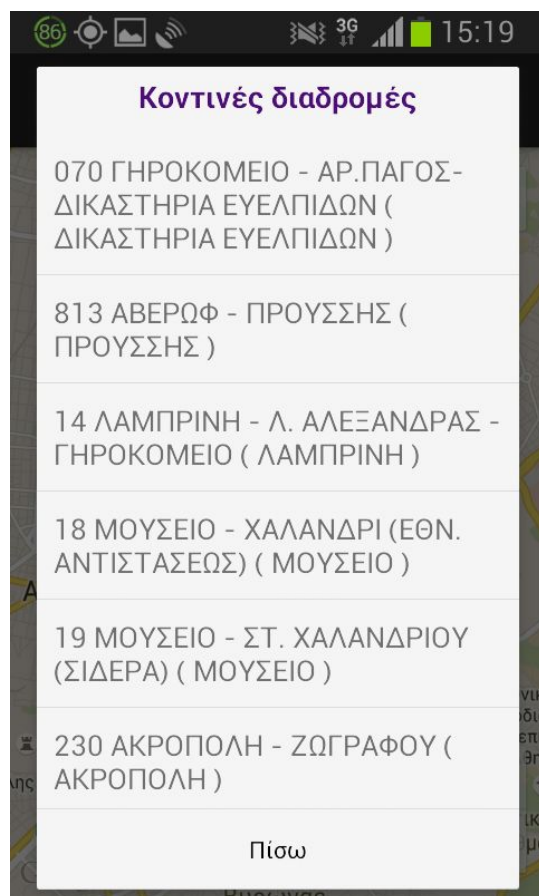 86
3G
15:19
Κοντινές διαδρομές
070 ΓΗΡΟΚΟΜΕΙΟ - ΑΡ.ΠΑΓΟΣ-
ΔΙΚΑΣΤΗΡΙΑ ΕΥΕΛΠΙΔΩΝ (
ΔΙΚΑΣΤΗΡΙΑ ΕΥΕΛΠΙΔΩΝ )
813 ΑΒΕΡΩΦ - ΠΡΟΥΣΣΗΣ (
ΠΡΟΥΣΣΗΣ )
14 ΛΑΜΠΡΙΝΗ - Λ. ΑΛΕΞΑΝΔΡΑΣ -
ΓΗΡΟΚΟΜΕΙΟ ( ΛΑΜΠΡΙΝΗ )
18 ΜΟΥΣΕΙΟ - ΧΑΛΑΝΔΡΙ (ΕΘΝ.
ΑΝΤΙΣΤΑΣΕΩΣ) ( ΜΟΥΣΕΙΟ )
19 ΜΟΥΣΕΙΟ - ΣΤ. ΧΑΛΑΝΔΡΙΟΥ
(ΣΙΔΕΡΑ) ( ΜΟΥΣΕΙΟ )
230 ΑΚΡΟΠΟΛΗ - ΖΩΓΡΑΦΟΥ (
ΑΚΡΟΠΟΛΗ )
Πίσω